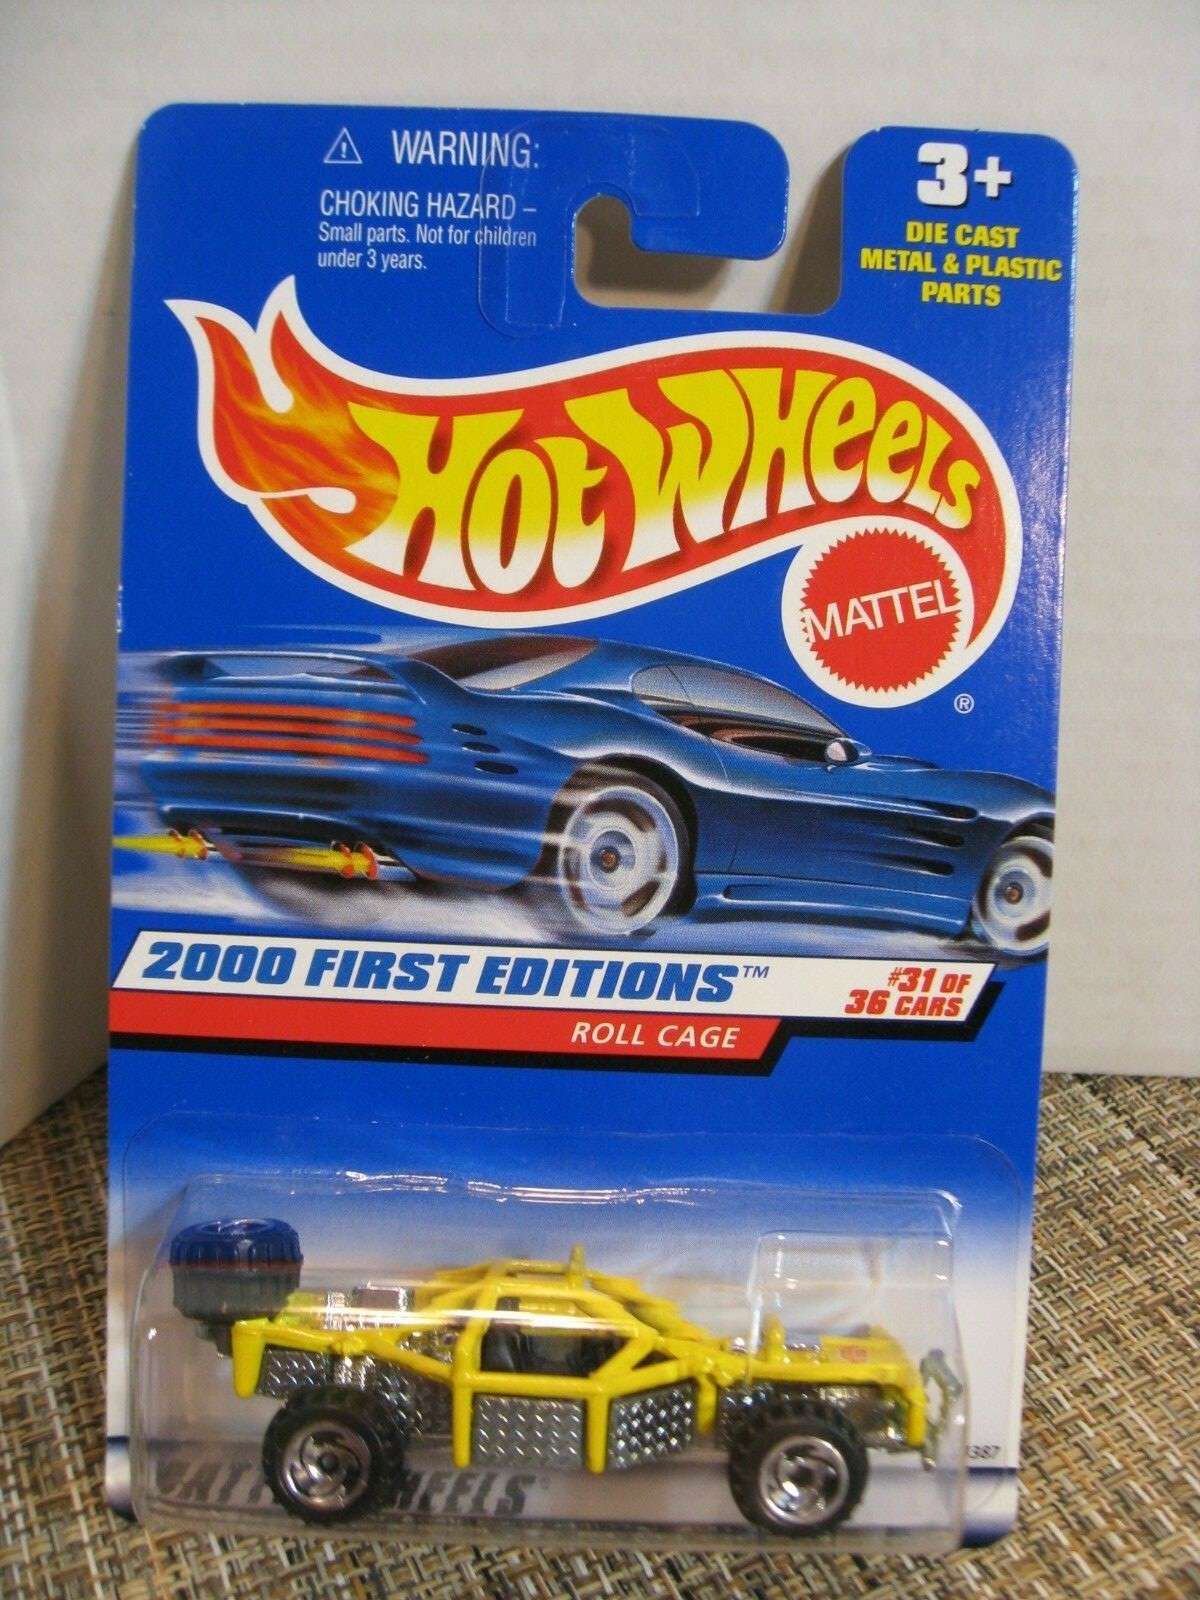 WARNING:
CHOKING HAZARD –
Small parts. Not for children
under 3 years.
3+
DIE CAST
METAL & PLASTIC
PARTS
Hot Wheels
MATTEL
®
2000 FIRST EDITIONS™
#31 OF
36 CARS
ROLL CAGE
387